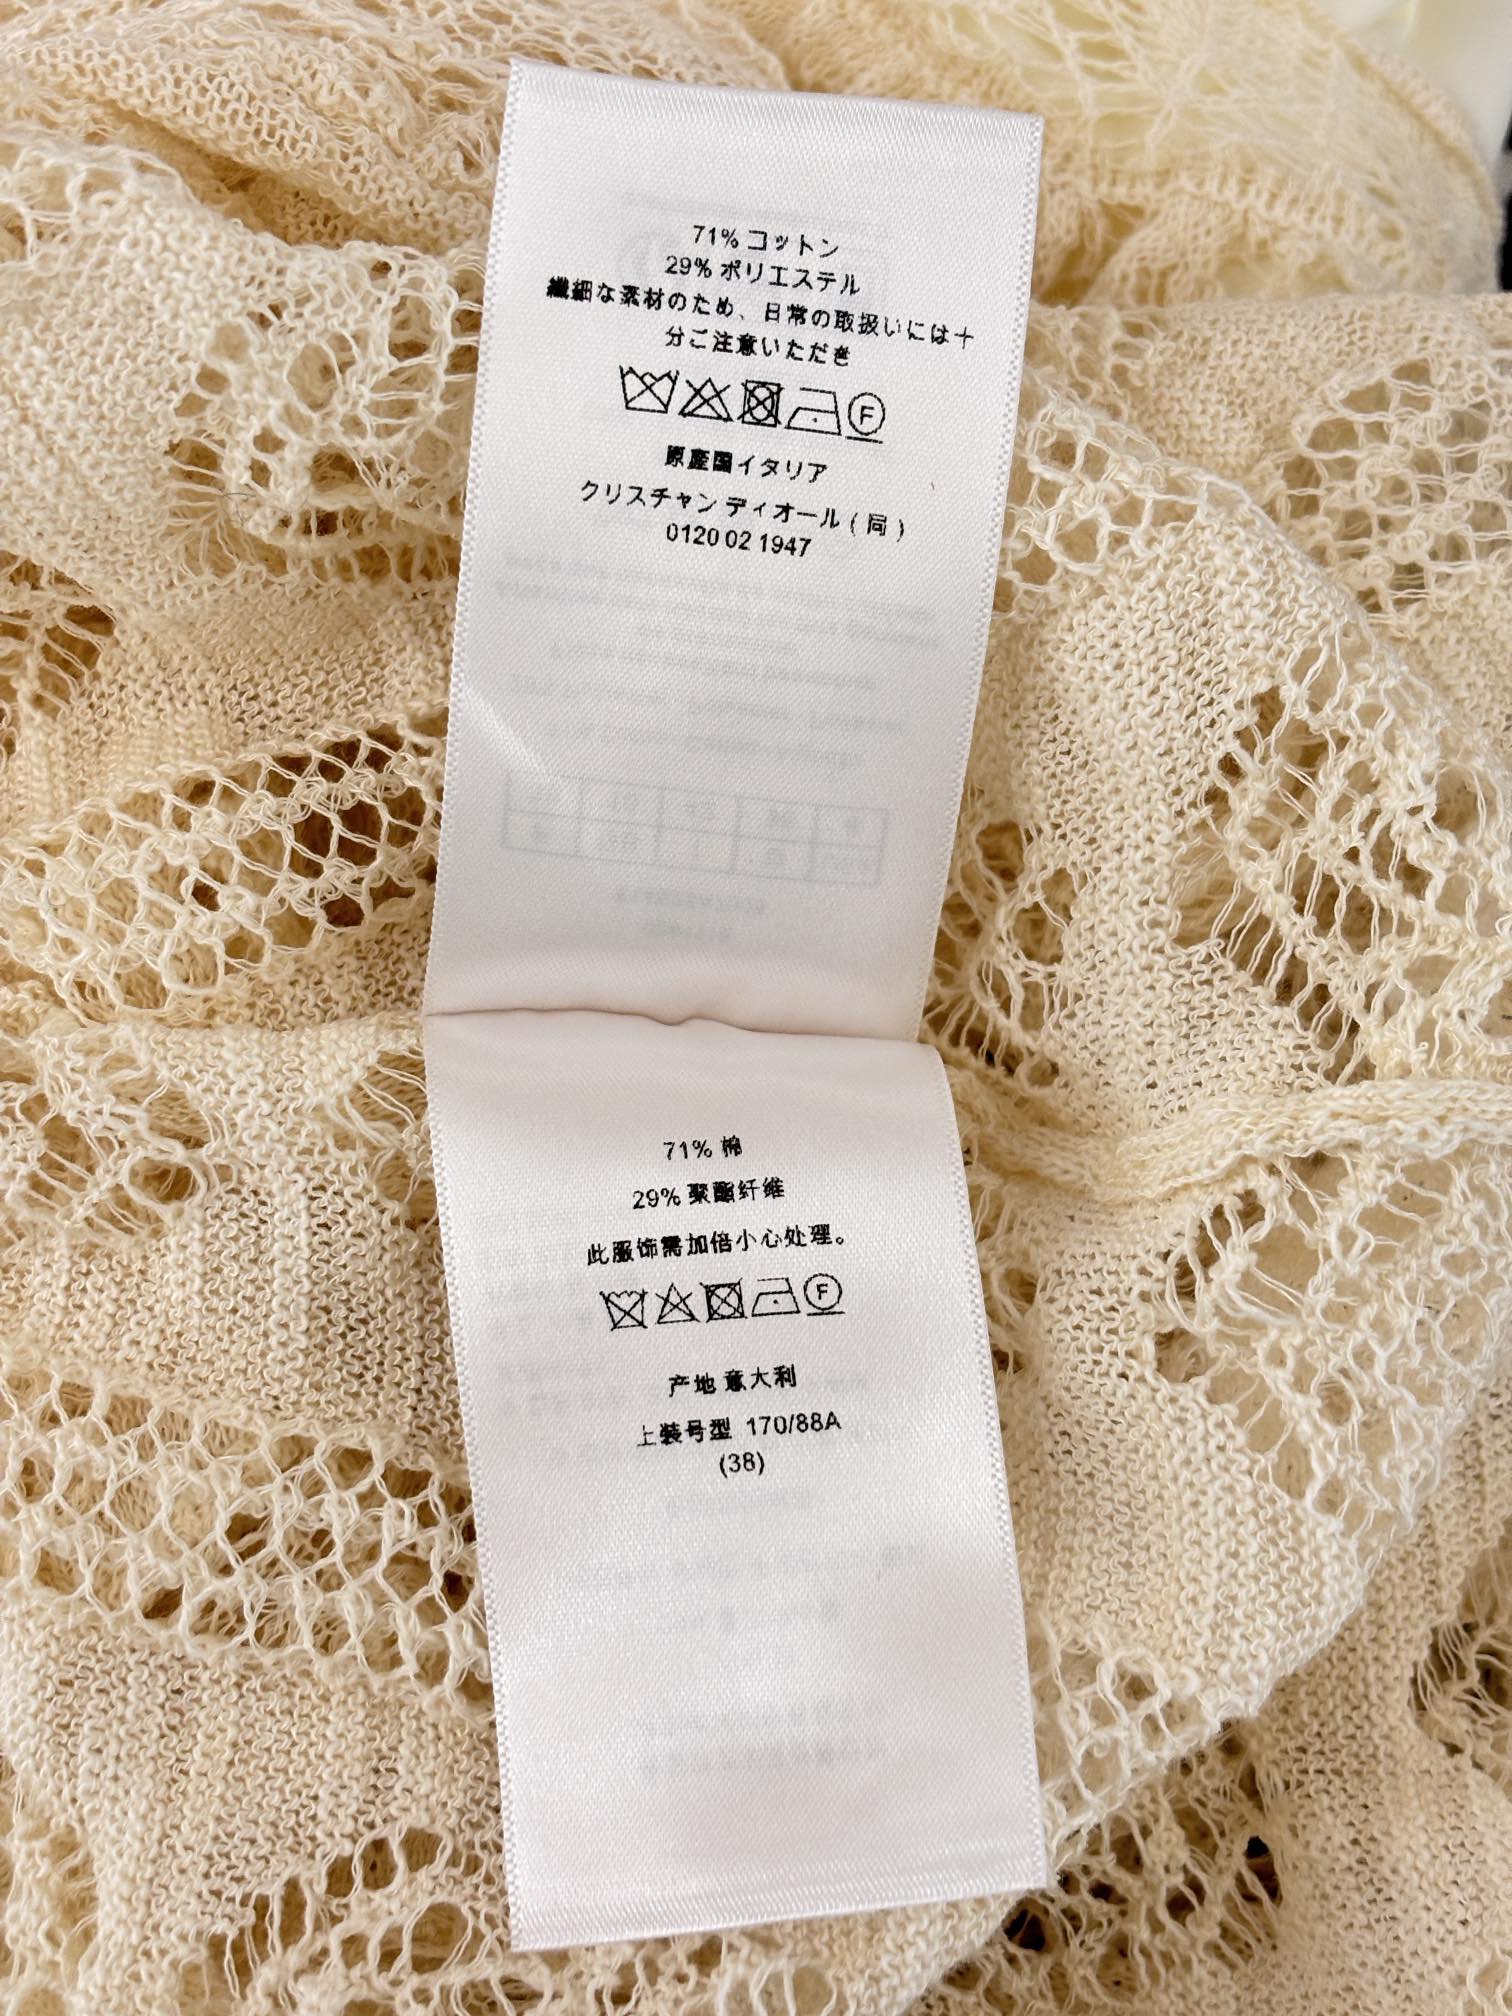 71% コットン
29% ポリエステル
繊細な素材のため、日常の取扱いには十
分ご注意いただき
F
原産国イタリア
クリスチャン ディオール ( 同 )
0120 02 1947
71% 棉
29% 聚酯纤维
此服饰需加倍小心处理。
F
产地 意大利
上装号型 170/88A
(38)